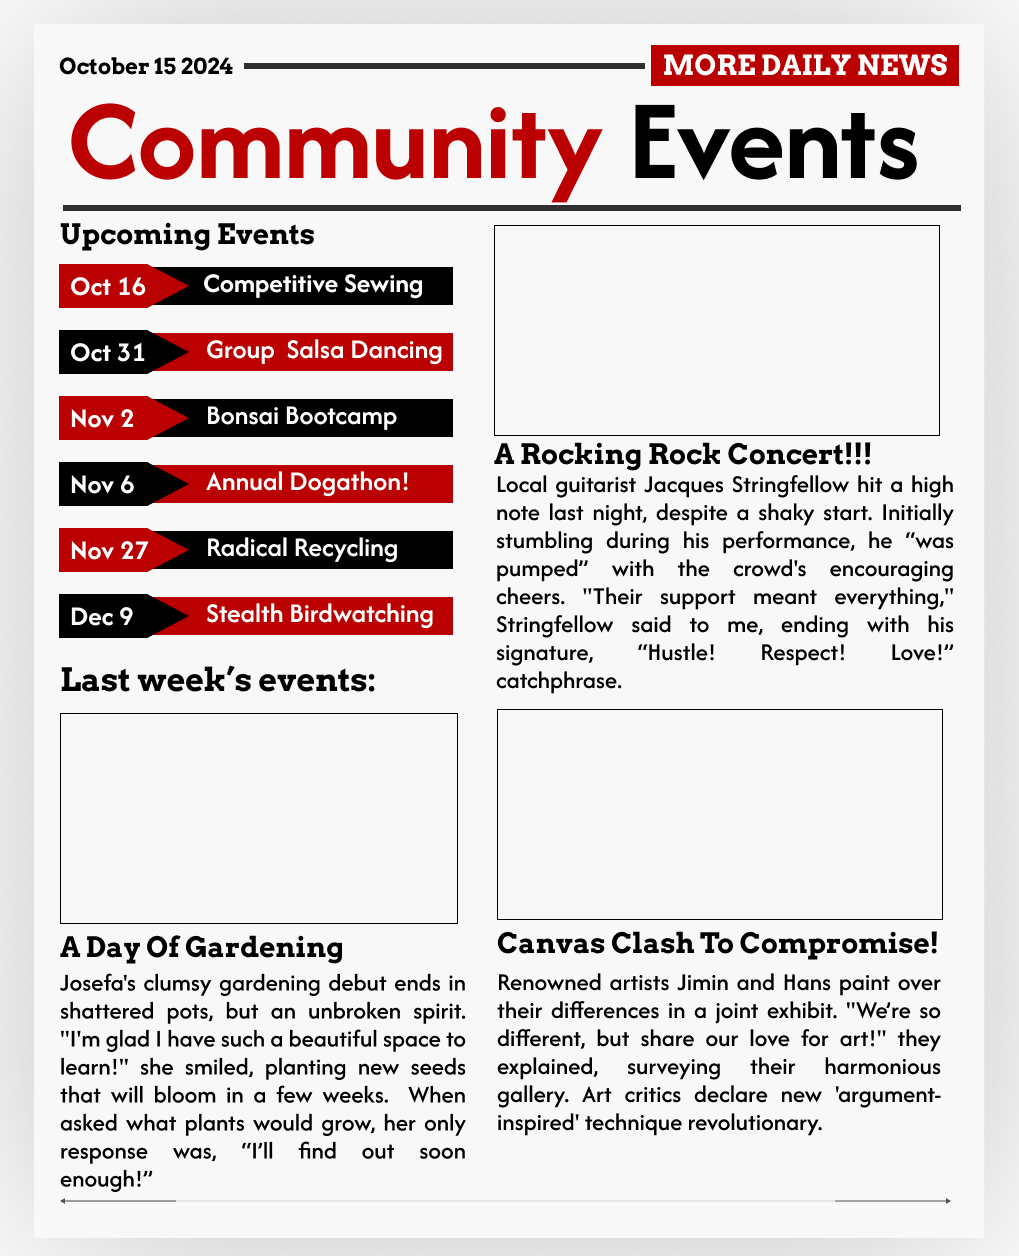 October 15 2024
MORE DAILY NEWS
Community Events
Upcoming Events
Oct 16 Competitive Sewing
Oct 31 Group Salsa Dancing
Nov 2 Bonsai Bootcamp
Nov 6 Annual Dogathon!
Nov 27 Radical Recycling
Dec 9 Stealth Birdwatching
Last week’s events:
A Day Of Gardening
Josefa's clumsy gardening debut ends in
shattered pots, but an unbroken spirit.
"I'm glad I have such a beautiful space to
learn!" she smiled, planting new seeds
that will bloom in a few weeks. When
asked what plants would grow, her only
response was, “I’ll find out soon
enough!”
A Rocking Rock Concert!!!
Local guitarist Jacques Stringfellow hit a high
note last night, despite a shaky start. Initially
stumbling during his performance, he “was
pumped” with the crowd's encouraging
cheers. "Their support meant everything,"
Stringfellow said to me, ending with his
signature, “Hustle! Respect! Love!”
catchphrase.
Canvas Clash To Compromise!
Renowned artists Jimin and Hans paint over
their differences in a joint exhibit. "We’re so
different, but share our love for art!" they
explained, surveying their harmonious
gallery. Art critics declare new 'argument-
inspired' technique revolutionary.